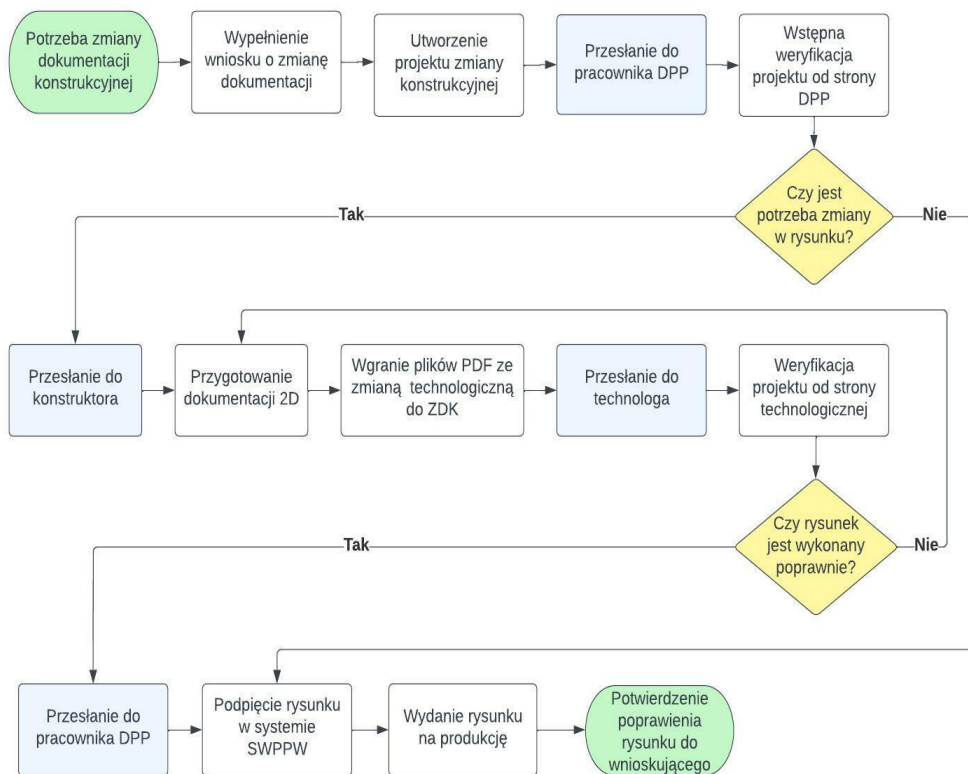 Potrzeba zmiany
dokumentacji
konstrukcyjnej
Wypełnienie
wniosku o zmianę
dokumentacji
Utworzenie
projektu zmiany
konstrukcyjnej
Przesłanie do
pracownika DPP
Wstępna
weryfikacja
projektu od strony
DPP
Czy jest
potrzeba zmiany
w rysunku?
Tak
Nie
Przesłanie do
konstruktora
Przygotowanie
dokumentacji 2D
Wgranie plików PDF ze
zmianą technologiczną
do ZDK
Przesłanie do
technologa
Weryfikacja
projektu od strony
technologicznej
Czy rysunek
jest wykonany
poprawnie?
Tak
Nie
Przesłanie do
pracownika DPP
Podpięcie rysunku
w systemie
SWPPW
Wydanie rysunku
na produkcję
Potwierdzenie
poprawienia
rysunku do
wnioskującego